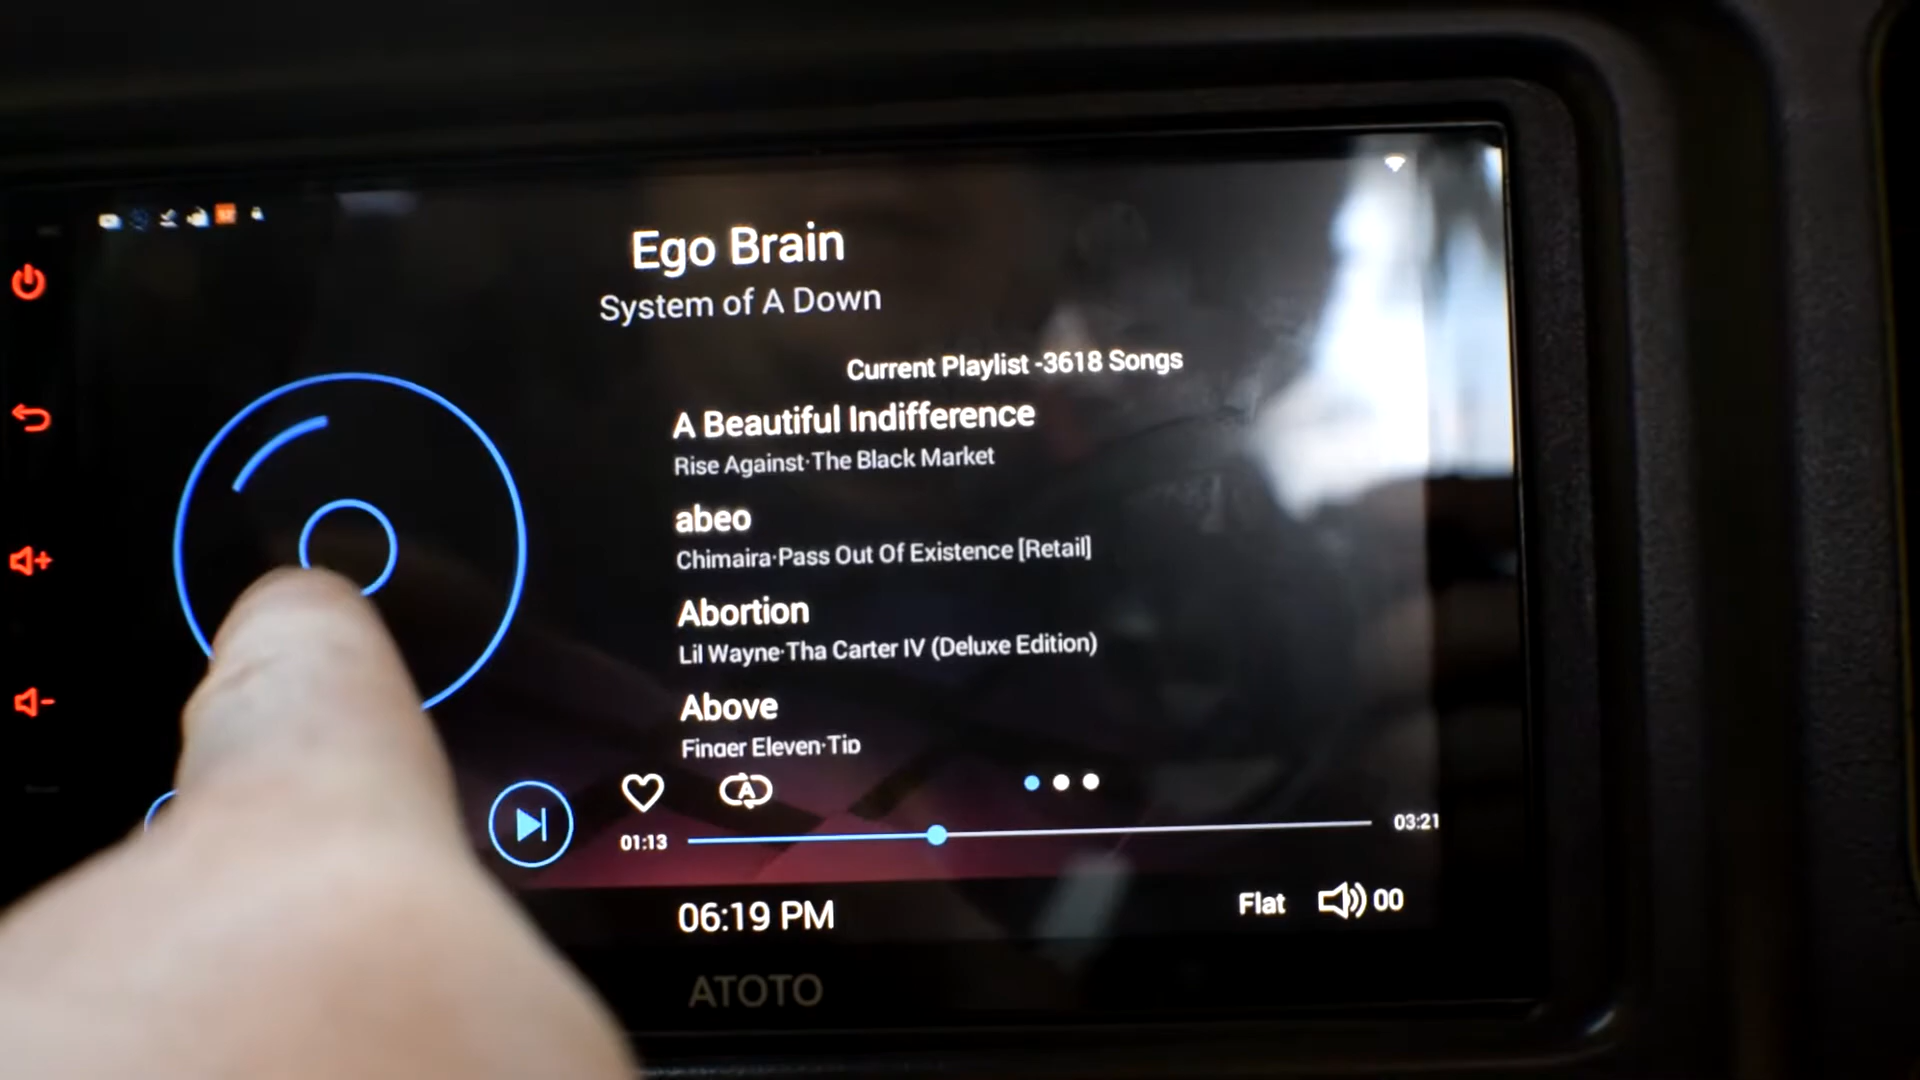 Ego Brain
System of A Down
Current Playlist -3618 Songs
A Beautiful Indifference
Rise Against·The Black Market
abeo
Chimaira·Pass Out Of Existence [Retail]
Abortion
Lil Wayne·Tha Carter IV (Deluxe Edition)
Above
Finger Eleven·Tip
A
01:13
03:21
06:19 PM
Flat
00
ATOTO